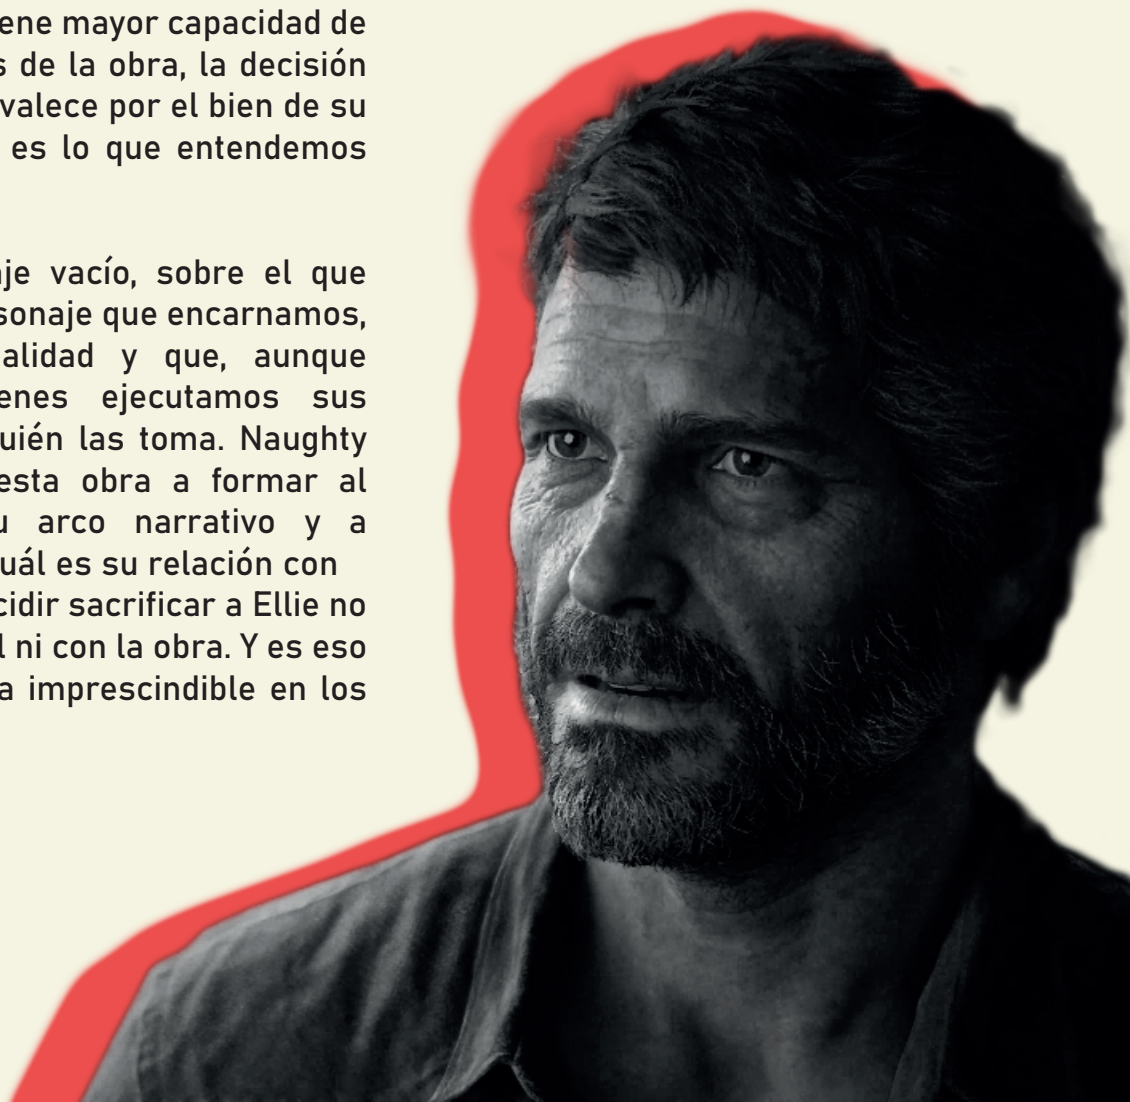 ene mayor capacidad de
s de la obra, la decisión
valece por el bien de su
es lo que entendemos
je vacío, sobre el que
sonaje que encarnamos,
alidad y que, aunque
enes ejecutamos sus
uién las toma. Naughty
esta obra a formar al
u arco narrativo y a
uál es su relación con
cidir sacrificar a Ellie no
l ni con la obra. Y es eso
a imprescindible en los